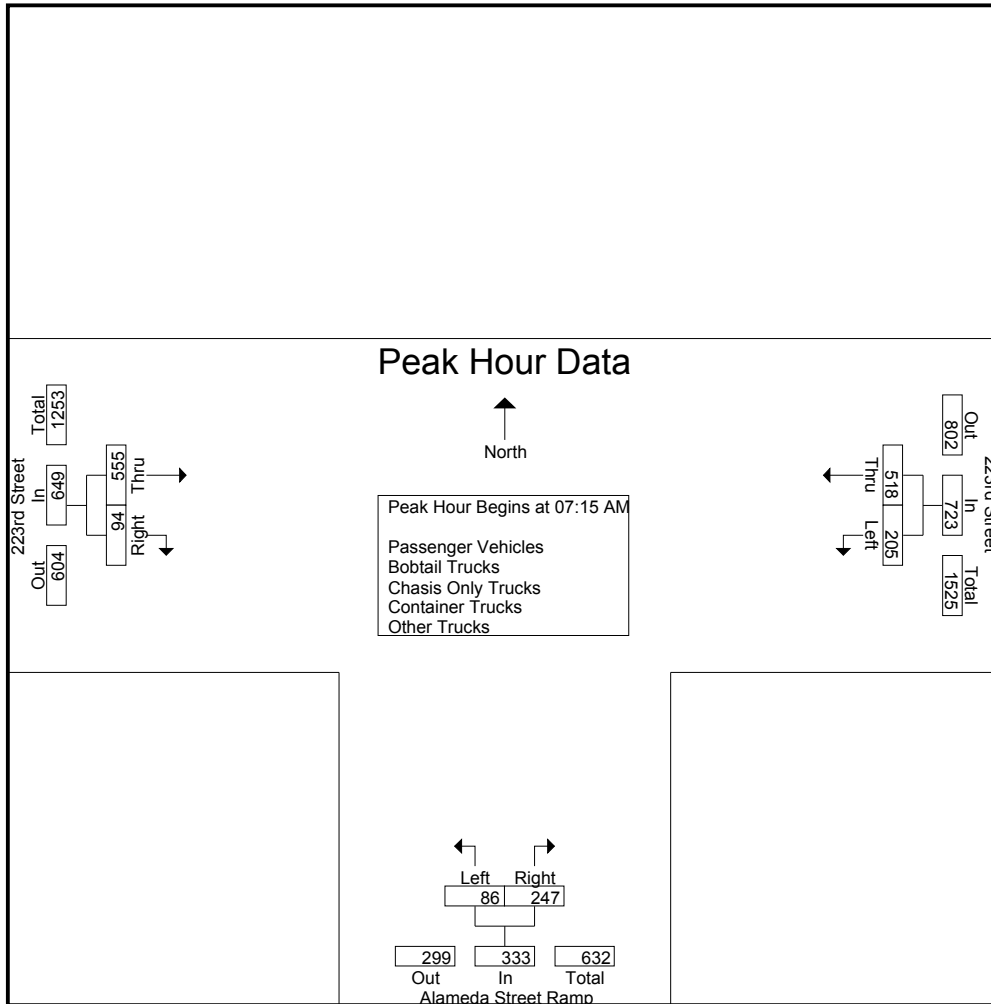 Peak Hour Data
North
Peak Hour Begins at 07:15 AM
Passenger Vehicles
Bobtail Trucks
Chasis Only Trucks
Container Trucks
Other Trucks
223rd Street
Total In Out
1253 649 604
555 94
Thru Right
223rd Street
Out In Total
802 723 1525
Thru Left
518 205
Left Right
86 247
299 333 632
Out In Total
Alameda Street Ramp